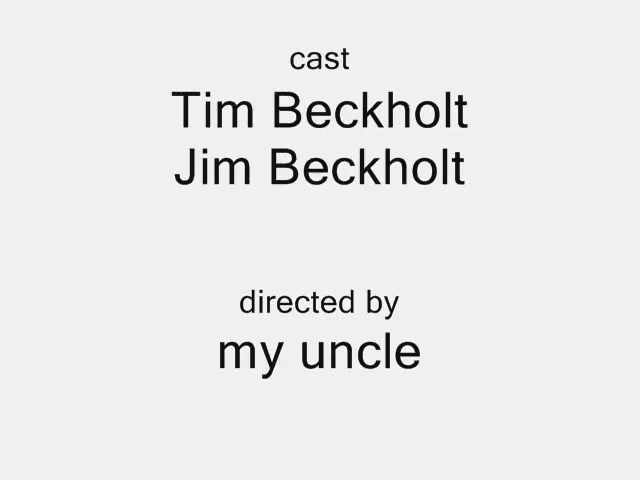 cast
Tim Beckholt
Jim Beckholt
directed by
my uncle